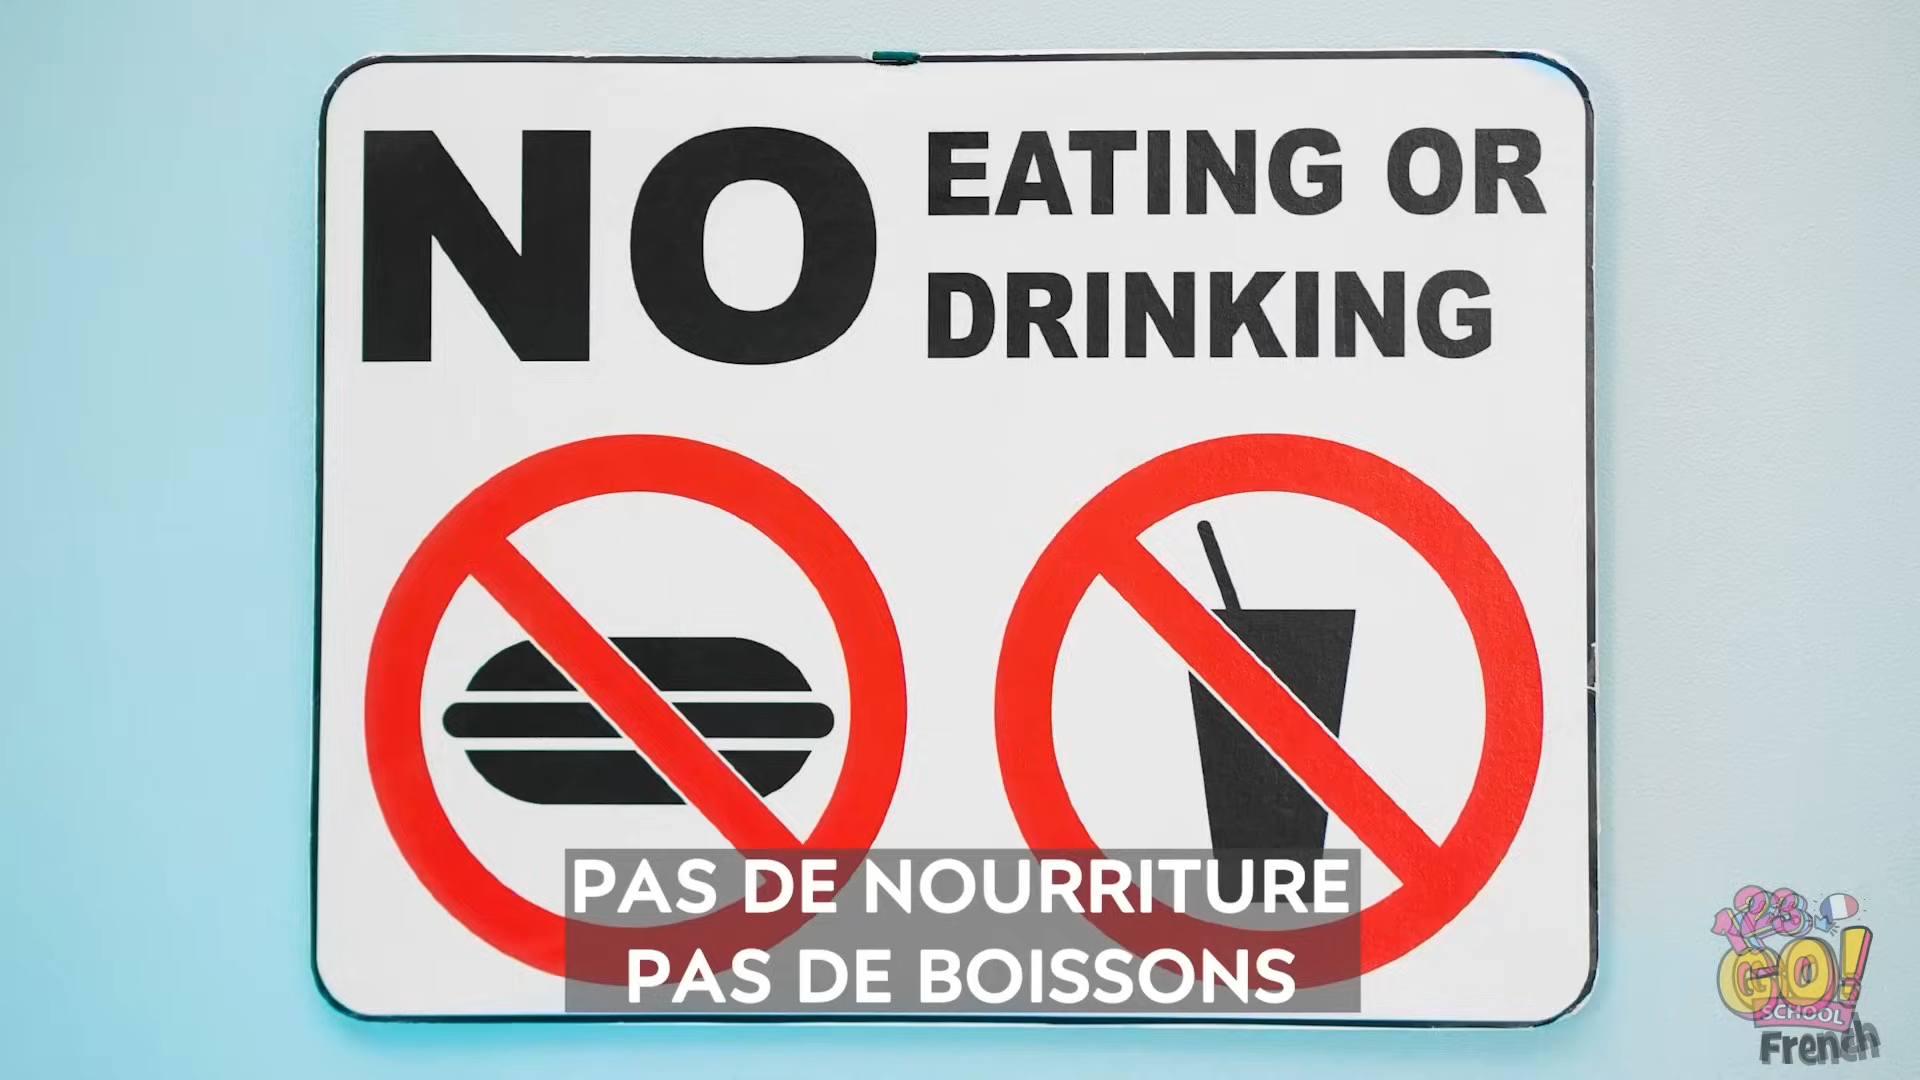 NO EATING OR
DRINKING
PAS DE NOURRITURE
PAS DE BOISSONS
123
GO!
SCHOOL
French